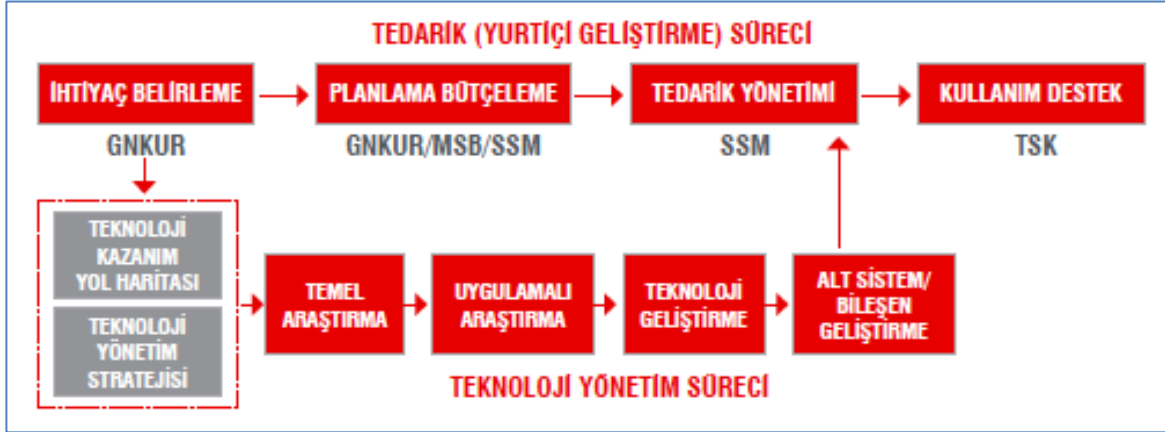 TEDARİK (YURTİÇİ GELİŞTİRME) SÜRECİ
İHTİYAÇ BELİRLEME
PLANLAMA BÜTÇELEME
TEDARİK YÖNETİMİ
KULLANIM DESTEK
GNKUR
GNKUR/MSB/SSM
SSM
TSK
TEKNOLOJİ
KAZANIM
YOL HARİTASI
TEKNOLOJİ
YÖNETİM
STRATEJİSİ
TEMEL
ARAŞTIRMA
UYGULAMALI
ARAŞTIRMA
TEKNOLOJİ
GELİŞTİRME
ALT SİSTEM/
BİLEŞEN
GELİŞTİRME
TEKNOLOJİ YÖNETİM SÜRECİ